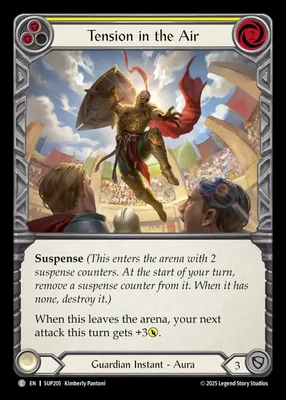 Tension in the Air
Suspense (This enters the arena with 2
suspense counters. At the start of your turn,
remove a suspense counter from it. When it has
none, destroy it.)
When this leaves the arena, your next
attack this turn gets +3
Guardian Instant - Aura
3
C EN SUP205 Kimberly Pantoni
© 2025 Legend Story Studios